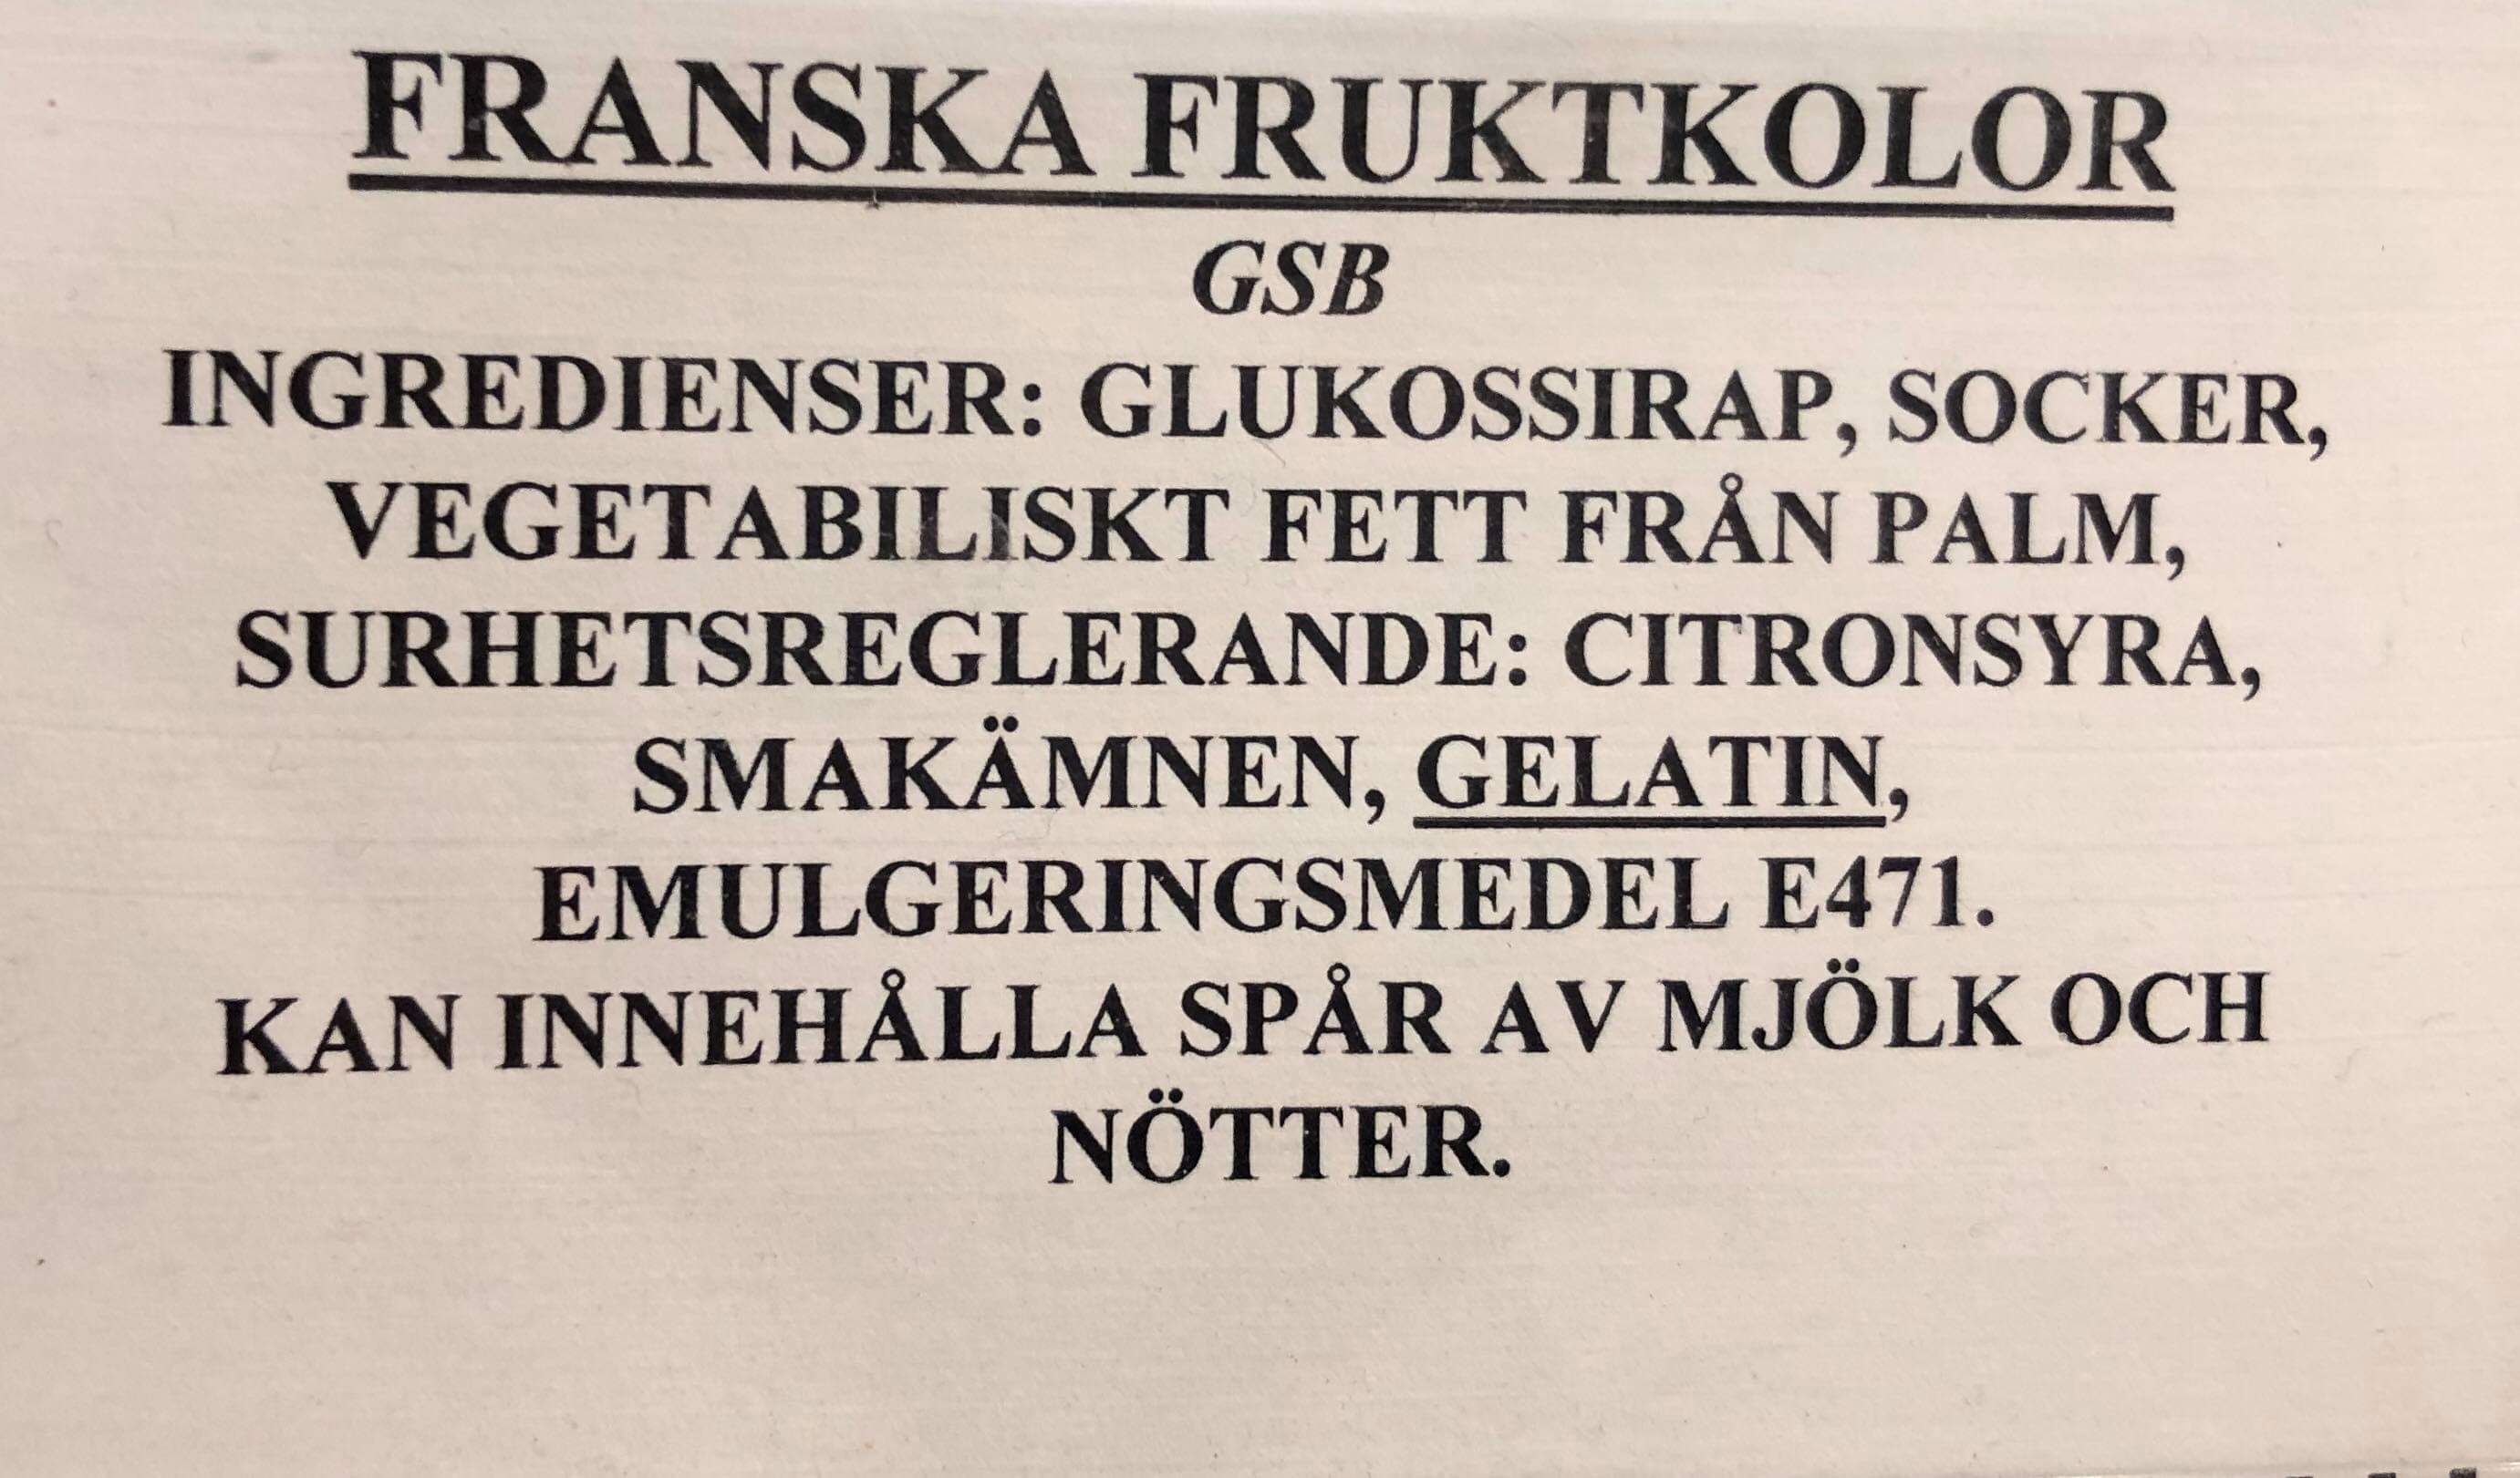 FRANSKA FRUKTKOLOR
GSB
INGREDIENSER: GLUKOSSIRAP, SOCKER,
VEGETABILISKT FETT FRÅN PALM,
SURHETSREGLERANDE: CITRONSYRA,
SMAKÄMNEN, GELATIN,
EMULGERINGSMEDEL E471.
KAN INNEHÅLLA SPÅR AV MJÖLK OCH
NÖTTER.